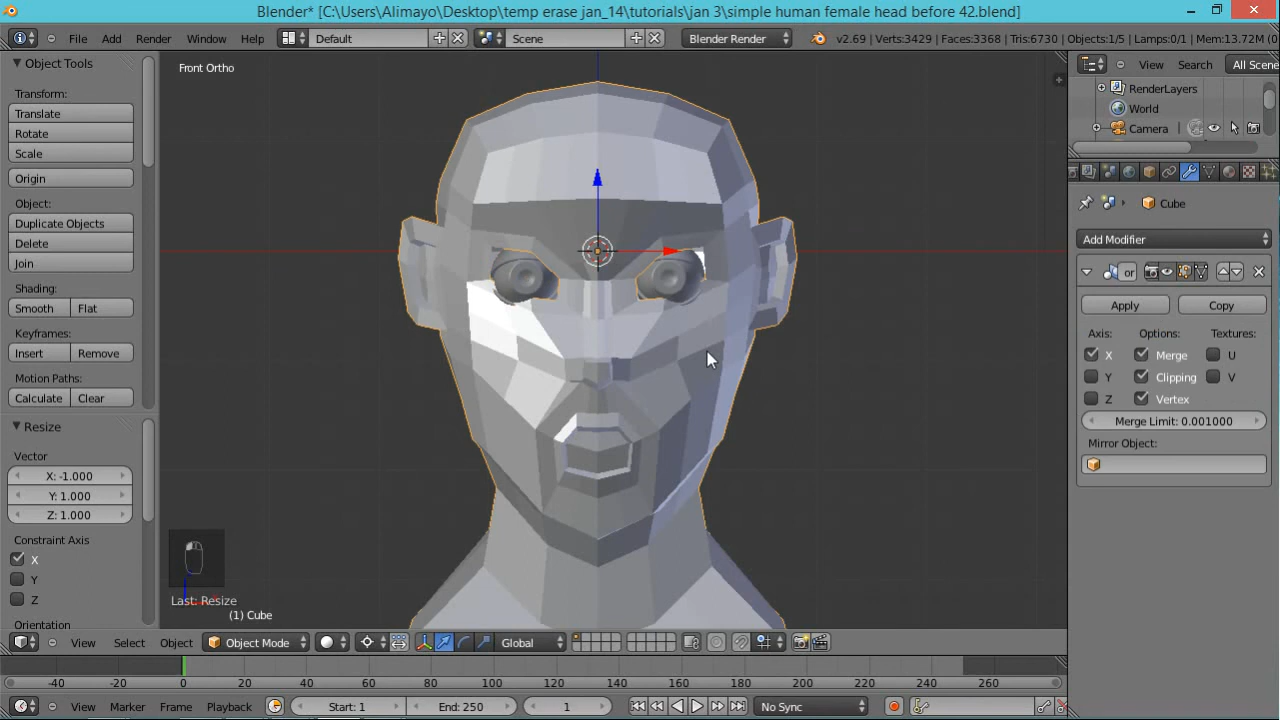 Blender* [C:\Users\Alimayo\Desktop\temp erase jan_14\tutorials\jan 3\simple human female head before 42.blend]
File Add Render Window Help Default Scene Blender Render v2.69 | Verts:3429 | Faces:3368 | Tris:6730 | Objects:1/5 | Lamps:0/1 | Mem:13.72M (0
Object Tools
Transform:
Translate
Rotate
Scale
Origin
Object:
Duplicate Objects
Delete
Join
Shading:
Smooth Flat
Keyframes:
Insert Remove
Motion Paths:
Calculate Clear
Resize
Vector
X: -1.000
Y: 1.000
Z: 1.000
Constraint Axis
X
Y
Z
Orientation
Front Ortho
Last: Resize
(1) Cube
View Search All Scene
RenderLayers
World
Camera
Cube
Add Modifier
or
Apply Copy
Axis: Options: Textures:
X Merge U
Y Clipping V
Z Vertex
Merge Limit: 0.001000
Mirror Object:
View Select Object Object Mode Global
-40 -20 0 20 40 60 80 100 120 140 160 180 200 220 240 260
View Marker Frame Playback Start: 1 End: 250 1 No Sync